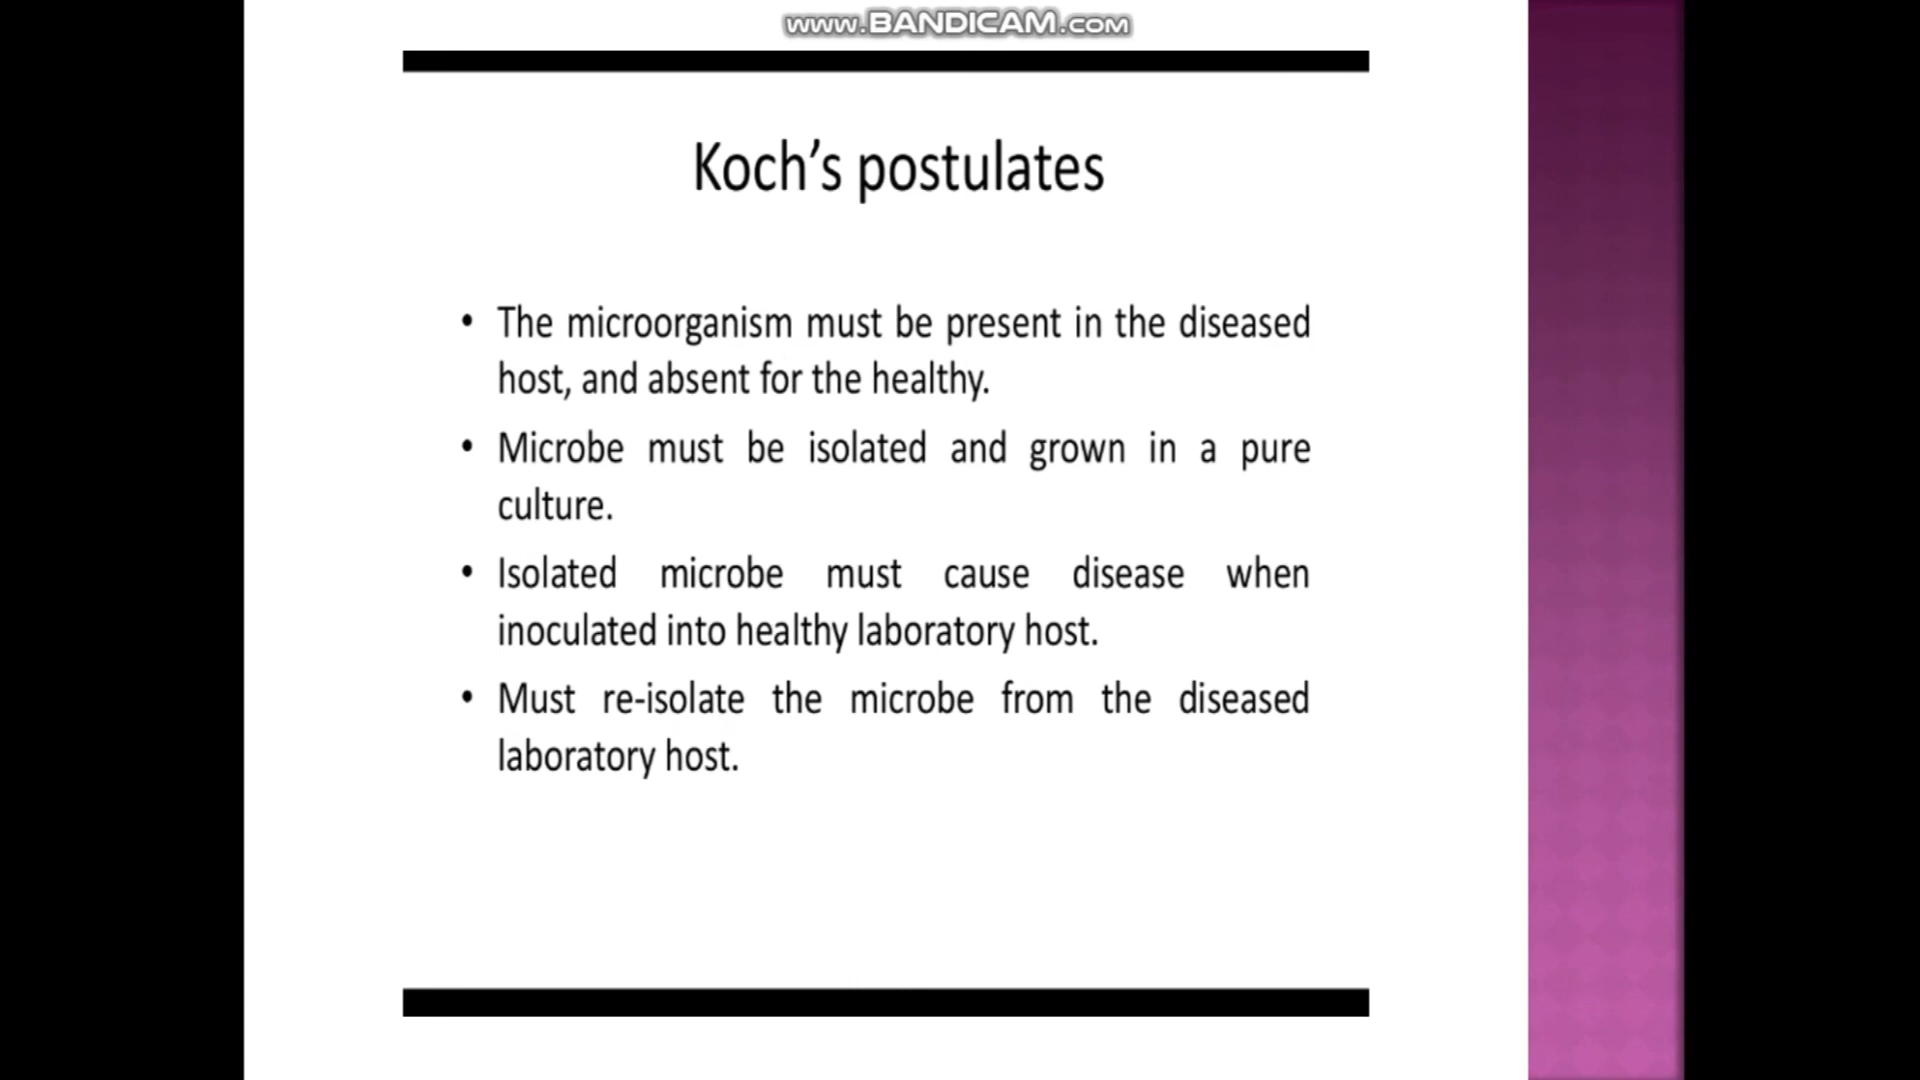 www.BANDICAM.com
Koch's postulates
• The microorganism must be present in the diseased
host, and absent for the healthy.
• Microbe must be isolated and grown in a pure
culture.
• Isolated microbe must cause disease when
inoculated into healthy laboratory host.
• Must re-isolate the microbe from the diseased
laboratory host.